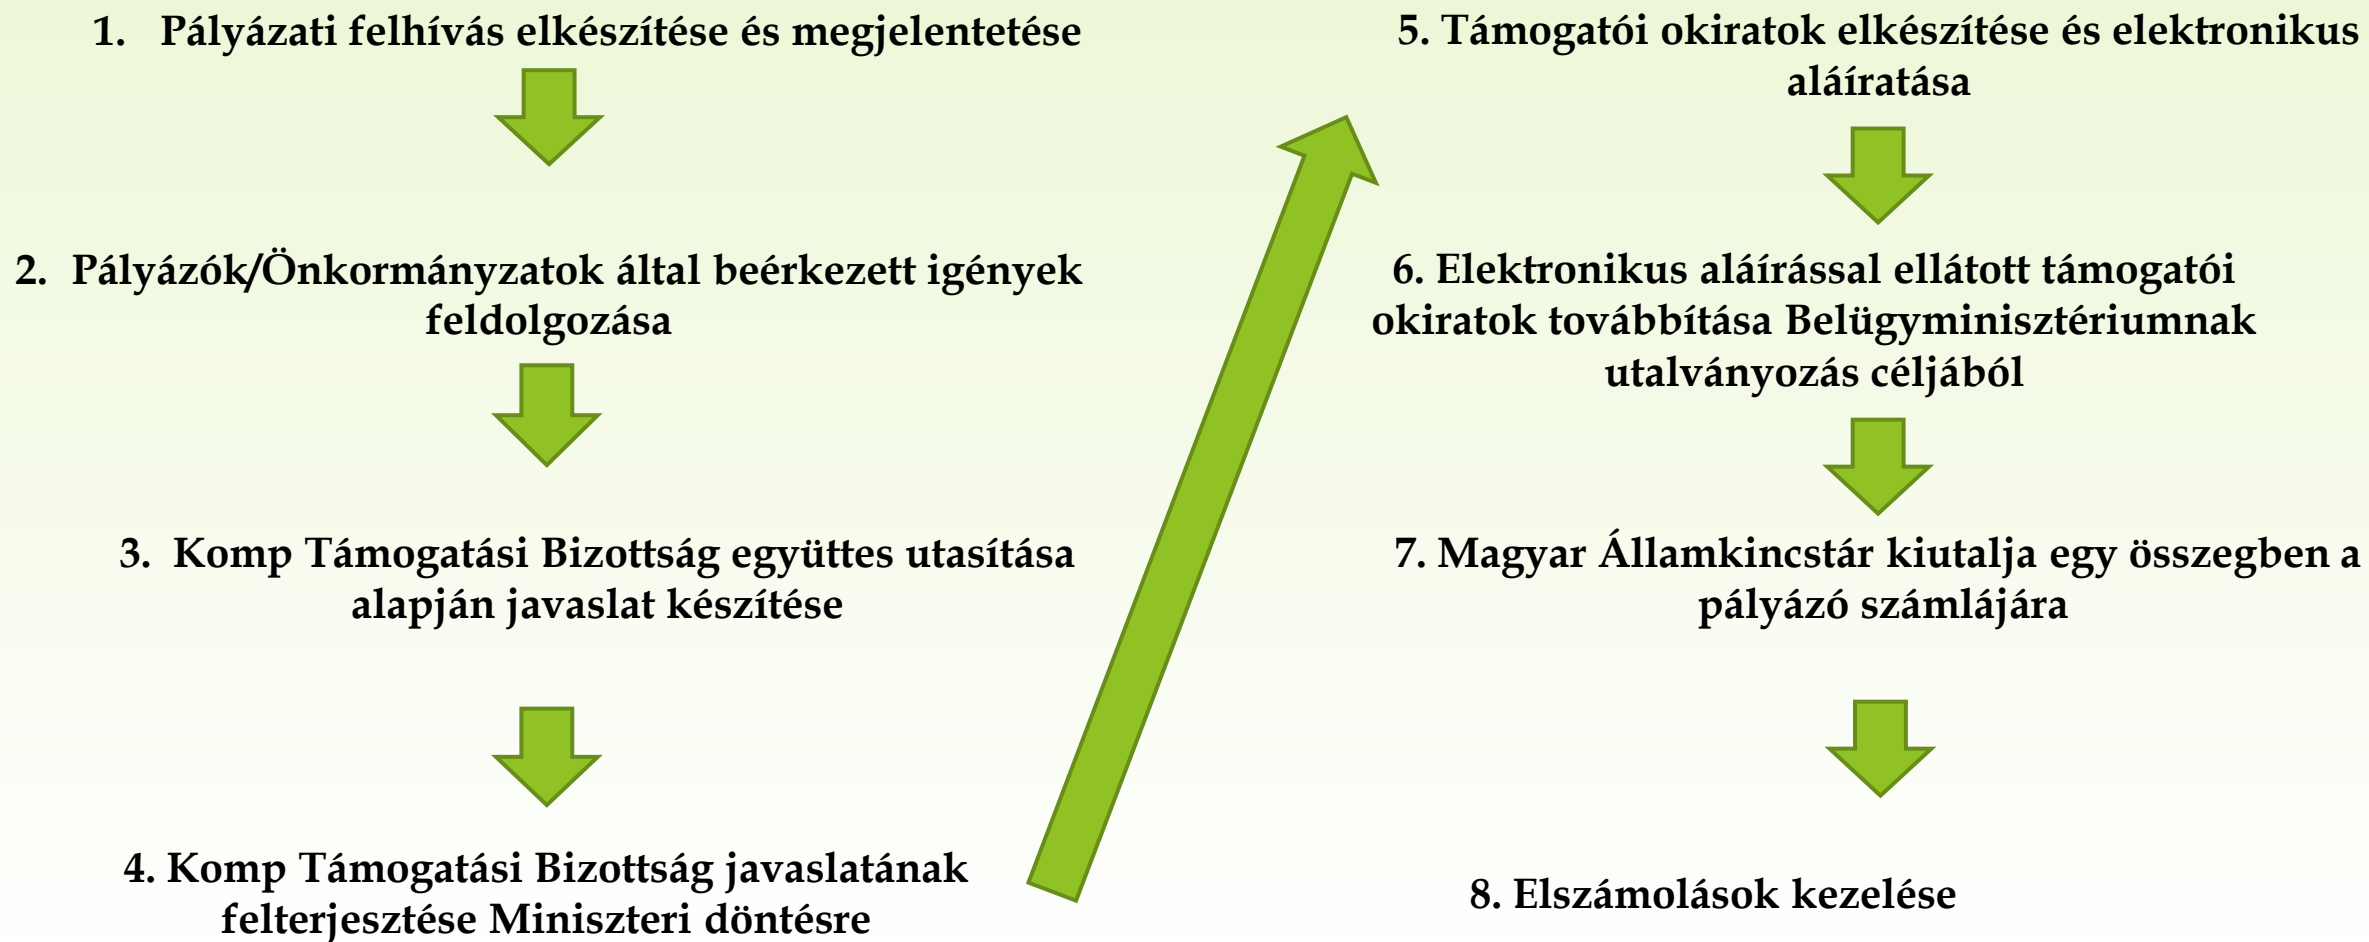 1. Pályázati felhívás elkészítése és megjelentetése
2. Pályázók/Önkormányzatok által beérkezett igények
feldolgozása
3. Komp Támogatási Bizottság együttes utasítása
alapján javaslat készítése
4. Komp Támogatási Bizottság javaslatának
felterjesztése Miniszteri döntésre
5. Támogatói okiratok elkészítése és elektronikus
aláíratása
6. Elektronikus aláírással ellátott támogatói
okiratok továbbítása Belügyminisztériumnak
utalványozás céljából
7. Magyar Államkincstár kiutalja egy összegben a
pályázó számlájára
8. Elszámolások kezelése